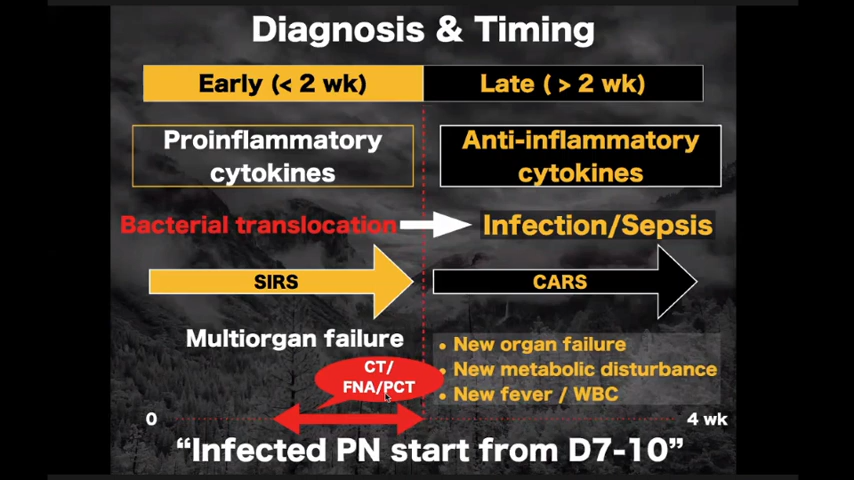 Diagnosis & Timing
Early (< 2 wk)
Late ( > 2 wk)
Proinflammatory
cytokines
Anti-inflammatory
cytokines
Bacterial translocation
Infection/Sepsis
SIRS
CARS
Multiorgan failure
• New organ failure
• New metabolic disturbance
• New fever / WBC
CT/
FNA/PCT
0
4 wk
“Infected PN start from D7-10”